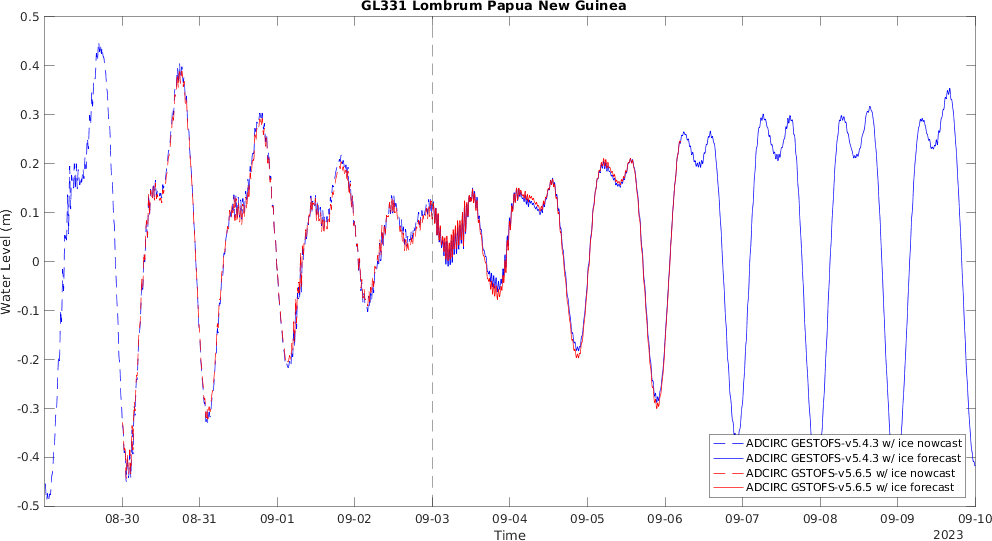 GL331 Lombrum Papua New Guinea
0.5
0.4
0.3
0.2
0.1
0
-0.1
-0.2
-0.3
-0.4
-0.5
Water Level (m)
ADCIRC GESTOFS-v5.4.3 w/ ice nowcast
ADCIRC GESTOFS-v5.4.3 w/ ice forecast
ADCIRC GSTOFS-v5.6.5 w/ ice nowcast
ADCIRC GSTOFS-v5.6.5 w/ ice forecast
08-30 08-31 09-01 09-02 09-03 09-04 09-05 09-06 09-07 09-08 09-09 09-10
Time
2023